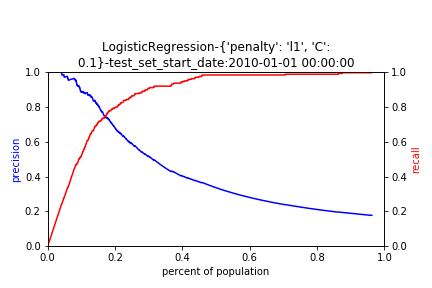 LogisticRegression-{'penalty': 'l1', 'C':
0.1}-test_set_start_date:2010-01-01 00:00:00
1.0
0.8
0.6
0.4
0.2
0.0
precision
1.0
0.8
0.6
0.4
0.2
0.0
recall
0.0 0.2 0.4 0.6 0.8 1.0
percent of population